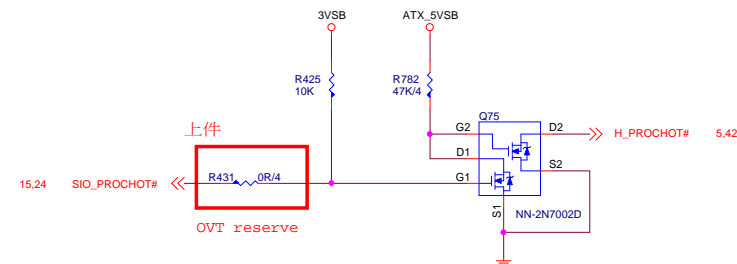 3VSB
ATX_5VSB
R425
10K
R782
47K/4
Q75
上件
G2
D2
H_PROCHOT#
5,42
D1
S2
15,24
SIO_PROCHOT#
R431
0R/4
G1
S1
NN-2N7002D
OVT reserve